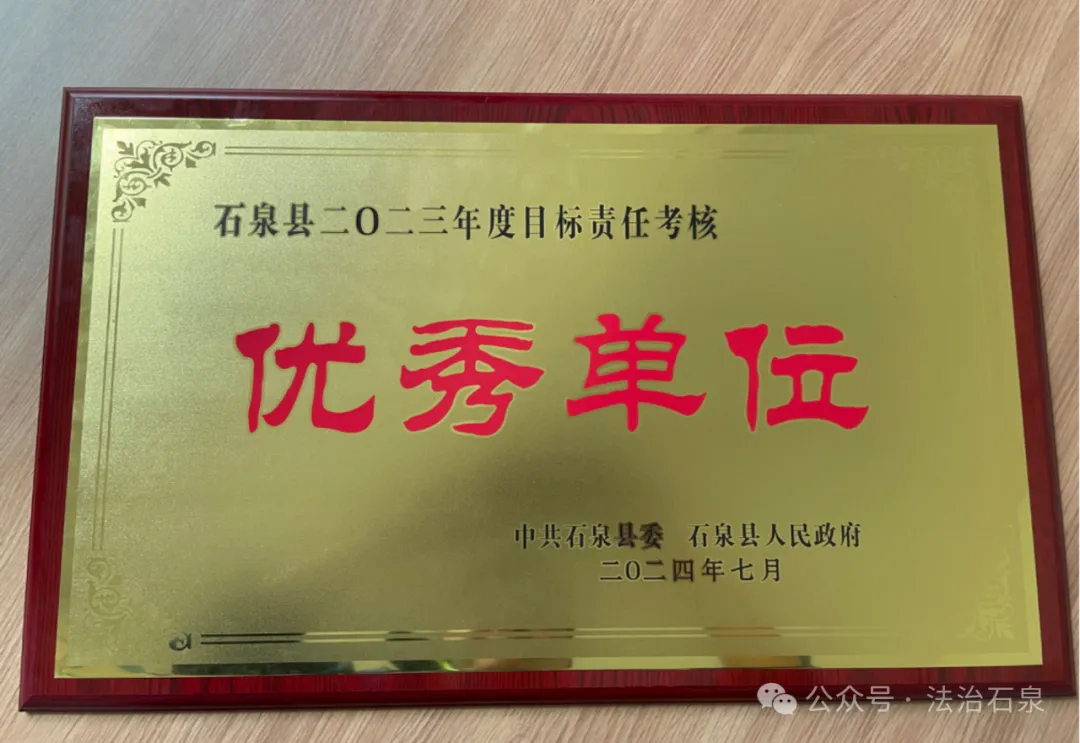 石泉县二〇二三年度目标责任考核
优秀单位
中共石泉县委 石泉县人民政府
二〇二四年七月
公众号·法治石泉